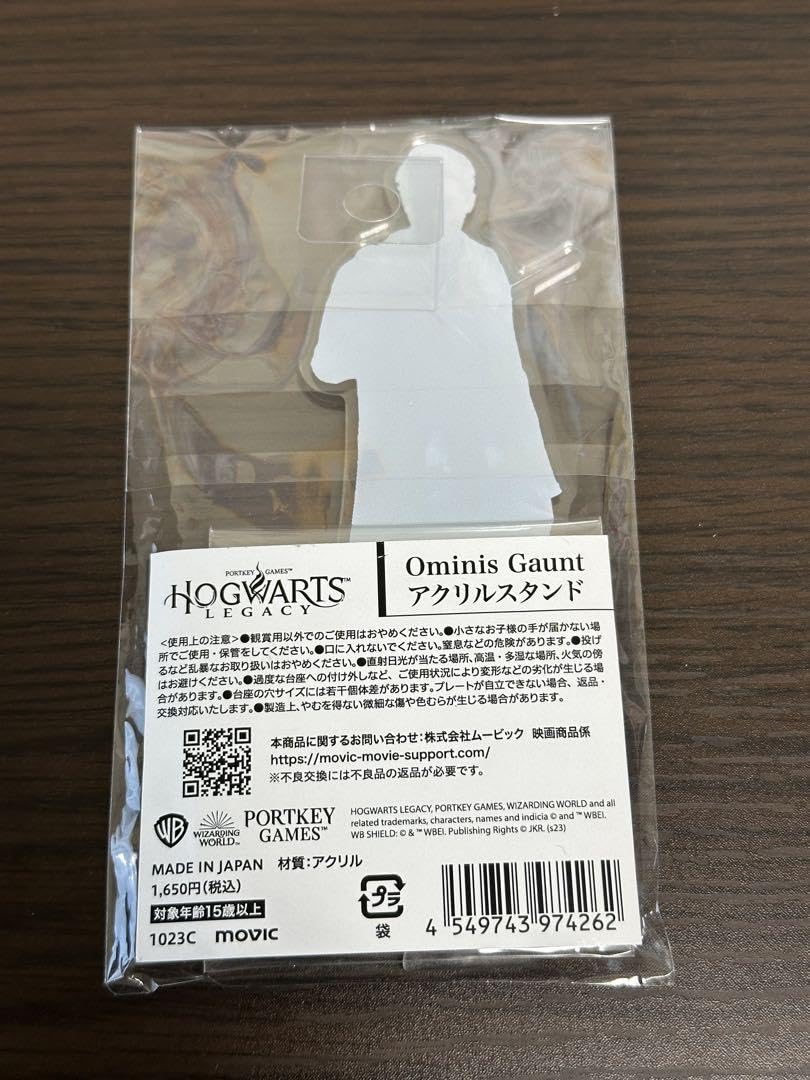 PORTKEY GAMES™
HOGWARTS™
LEGACY
Ominis Gaunt
アクリルスタンド
<使用上の注意>●観賞用以外でのご使用はおやめください。●小さなお子様の手が届かない場
所でご使用・保管をしてください。●口に入れないでください。窒息などの危険があります。●投げ
るなど乱暴なお取り扱いはおやめください。●直射日光が当たる場所、高温・多湿な場所、火気の傍
はお避けください。●過度な台座への付け外しなど、ご使用状況により変形などの劣化が生じる場
合があります。●台座の穴サイズには若干個体差があります。プレートが自立できない場合、返品・
交換対応いたします。●製造上、やむを得ない微細な傷や色むらが生じる場合があります。
本商品に関するお問い合わせ:株式会社ムービック 映画商品係
https://movic-movie-support.com/
※不良交換には不良品の返品が必要です。
WB
WIZARDING
WORLD™
PORTKEY
GAMES™
HOGWARTS LEGACY, PORTKEY GAMES, WIZARDING WORLD and all
related trademarks, characters, names and indicia © and ™ WBEI.
WB SHIELD: © & ™ WBEI. Publishing Rights © JKR. (s23)
MADE IN JAPAN 材質:アクリル
1,650円(税込)
対象年齢15歳以上
1023C movic
プラ
袋
4 549743 974262